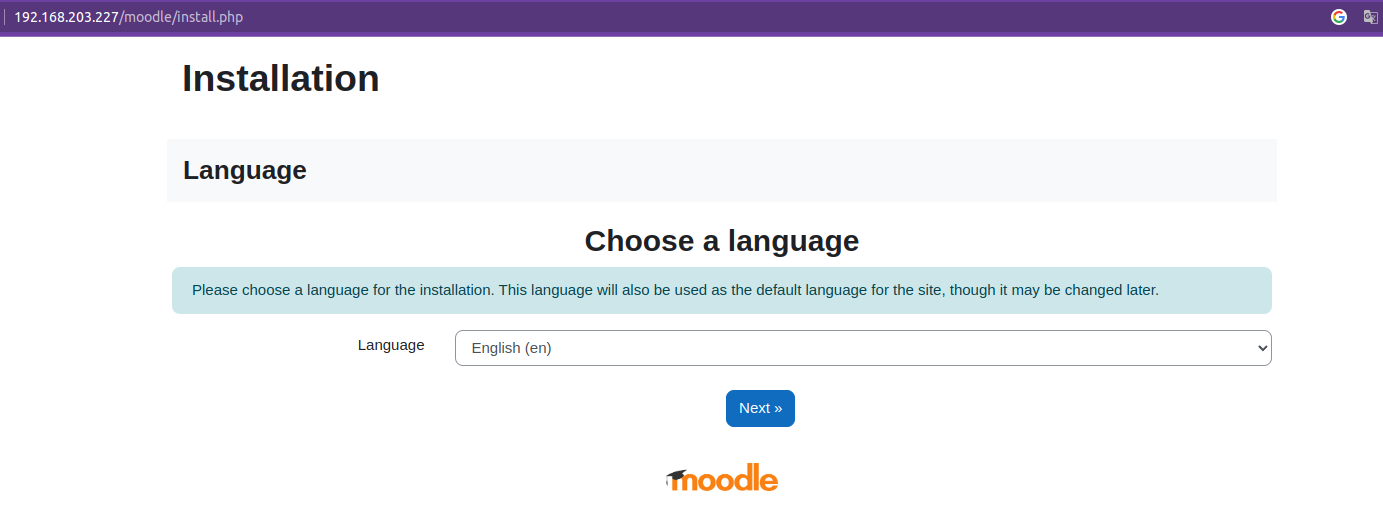 192.168.203.227/moodle/install.php
Installation
Language
Choose a language
Please choose a language for the installation. This language will also be used as the default language for the site, though it may be changed later.
Language English (en)
Next »
moodle